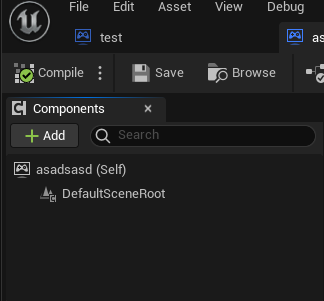 File Edit Asset View Debug
test as
Compile Save Browse
Components
Add Search
asadsasd (Self)
DefaultSceneRoot